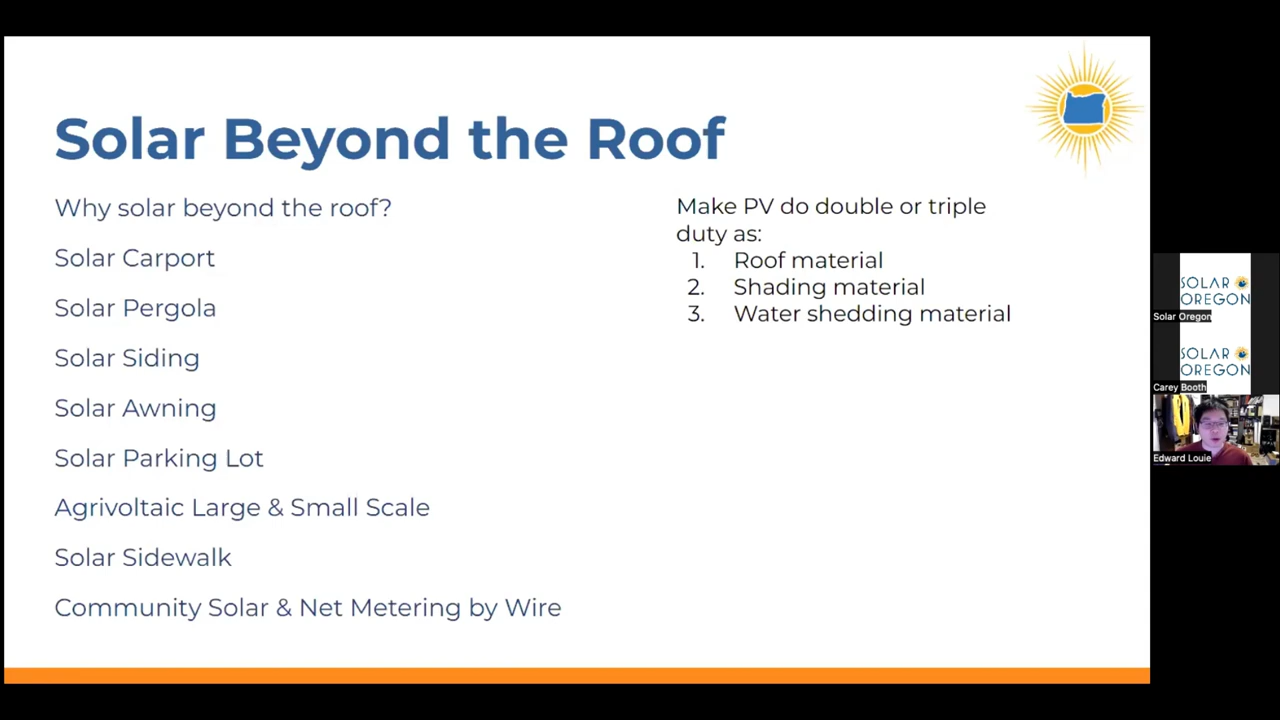 Solar Beyond the Roof
Why solar beyond the roof?
Solar Carport
Solar Pergola
Solar Siding
Solar Awning
Solar Parking Lot
Agrivoltaic Large & Small Scale
Solar Sidewalk
Community Solar & Net Metering by Wire
Make PV do double or triple
duty as:
1. Roof material
2. Shading material
3. Water shedding material
SOLAR
OREGON
Solar Oregon
SOLAR
OREGON
Carey Booth
Edward Louie